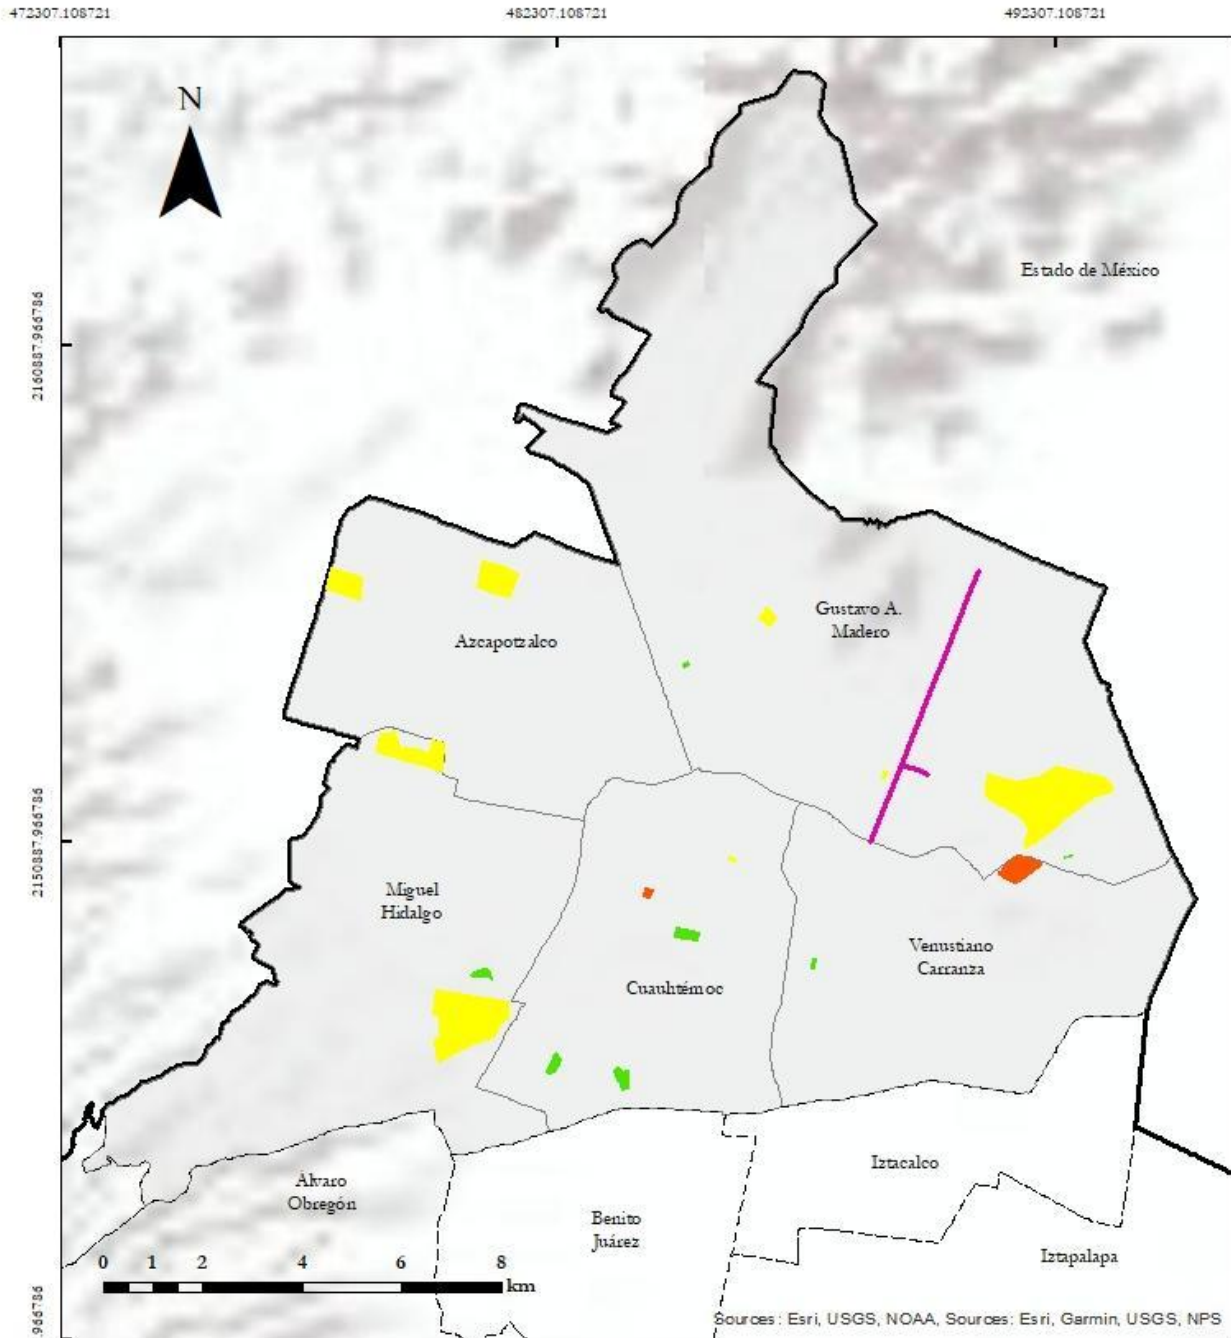 472307.108721
482307.108721
492307.108721
N
Estado de México
2160887.966786
Gustavo A.
Madero
Azcapotzalco
2150887.966786
Miguel
Hidalgo
Venustiano
Carranza
Cuauhtémoc
Iztacalco
Álvaro
Obregón
Benito
Juárez
Iztapalapa
0 1 2 4 6 8
km
.966786
Sources: Esri, USGS, NOAA, Sources: Esri, Garmin, USGS, NPS